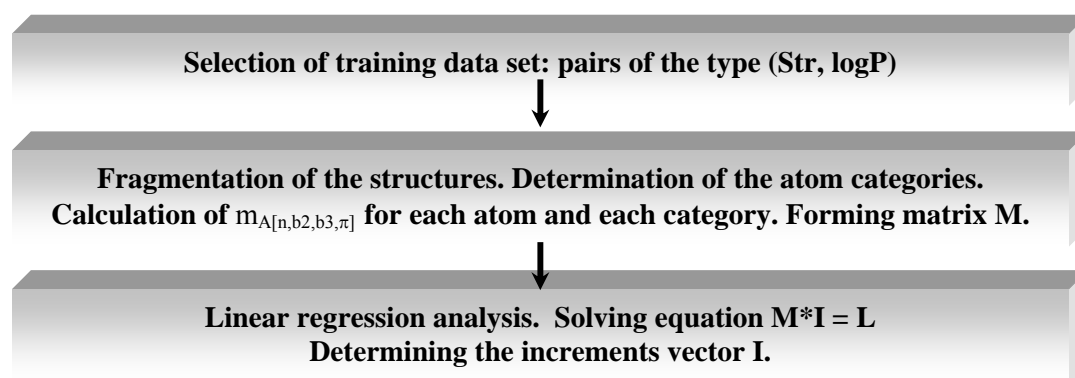 Selection of training data set: pairs of the type (Str, logP)
Fragmentation of the structures. Determination of the atom categories.
Calculation of m_A[n,b2,b3,π] for each atom and each category. Forming matrix M.
Linear regression analysis. Solving equation M*I = L
Determining the increments vector I.